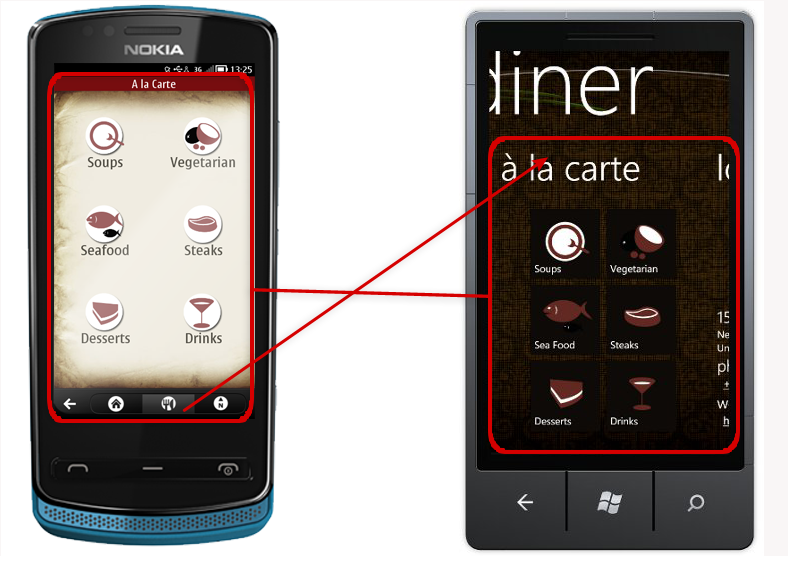 NOKIA
3G 13:25
A la Carte
Soups
Vegetarian
Seafood
Steaks
Desserts
Drinks
N
diner
à la carte
lo
Soups
Vegetarian
Sea Food
Steaks
Desserts
Drinks
15
Ne
Un
ph
+
W
h